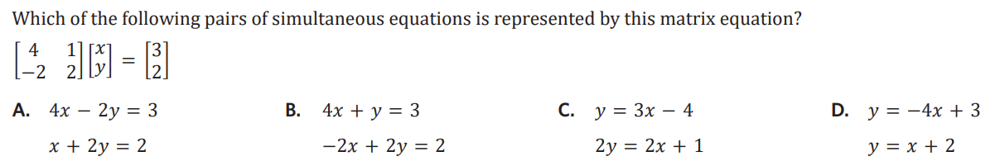 Which of the following pairs of simultaneous equations is represented by this matrix equation?
[4 1
−2 2][x
y] = [3
2]
A. 4x − 2y = 3 B. 4x + y = 3 C. y = 3x − 4 D. y = −4x + 3
x + 2y = 2 −2x + 2y = 2 2y = 2x + 1 y = x + 2